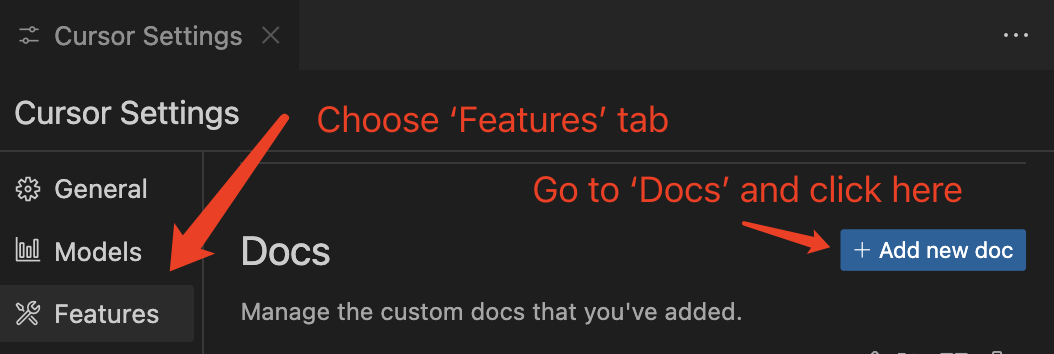 Cursor Settings
Cursor Settings
Choose ‘Features’ tab
General
Go to ‘Docs’ and click here
Models
Docs
+ Add new doc
Features
Manage the custom docs that you've added.